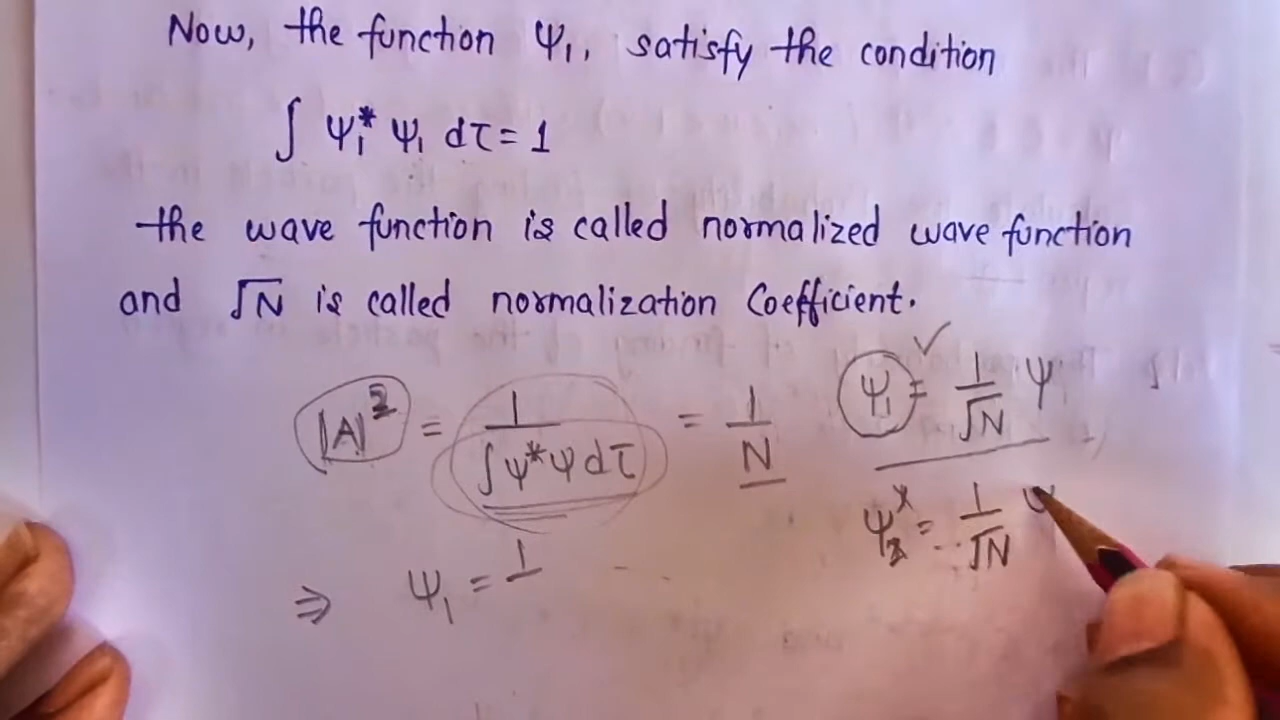 Now, the function Ψ₁, satisfy the condition
∫ Ψ₁* Ψ₁ dτ = 1
the wave function is called normalized wave function
and √N is called normalization Coefficient.
|A|² = 1/∫Ψ*Ψdτ = 1/N
Ψ₁ = 1/√N Ψ ✓
Ψ₁* = 1/√N Ψ
⇒ Ψ₁ = 1